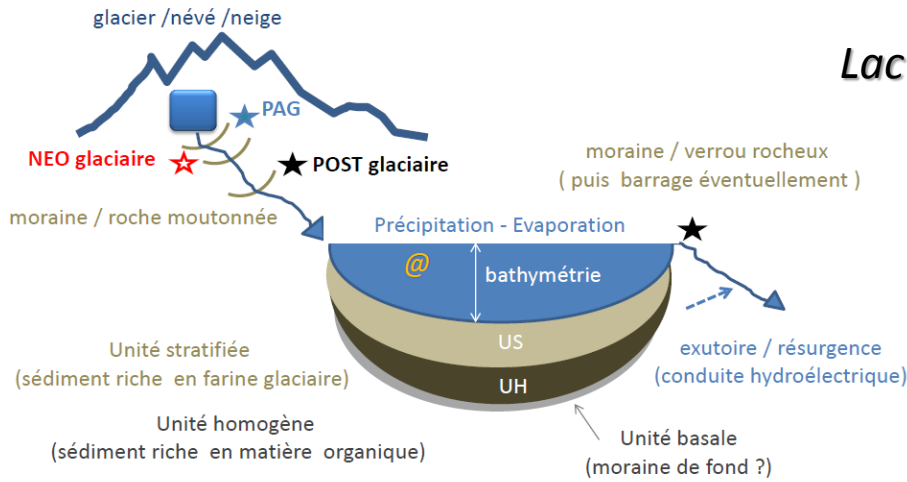 glacier /névé/neige
Lac
PAG
NEO glaciaire
POST glaciaire
moraine / verrou rocheux
( puis barrage éventuellement )
moraine / roche moutonnée
Précipitation - Evaporation
@
bathymétrie
US
UH
Unité stratifiée
(sédiment riche en farine glaciaire)
exutoire / résurgence
(conduite hydroélectrique)
Unité homogène
(sédiment riche en matière organique)
Unité basale
(moraine de fond ?)